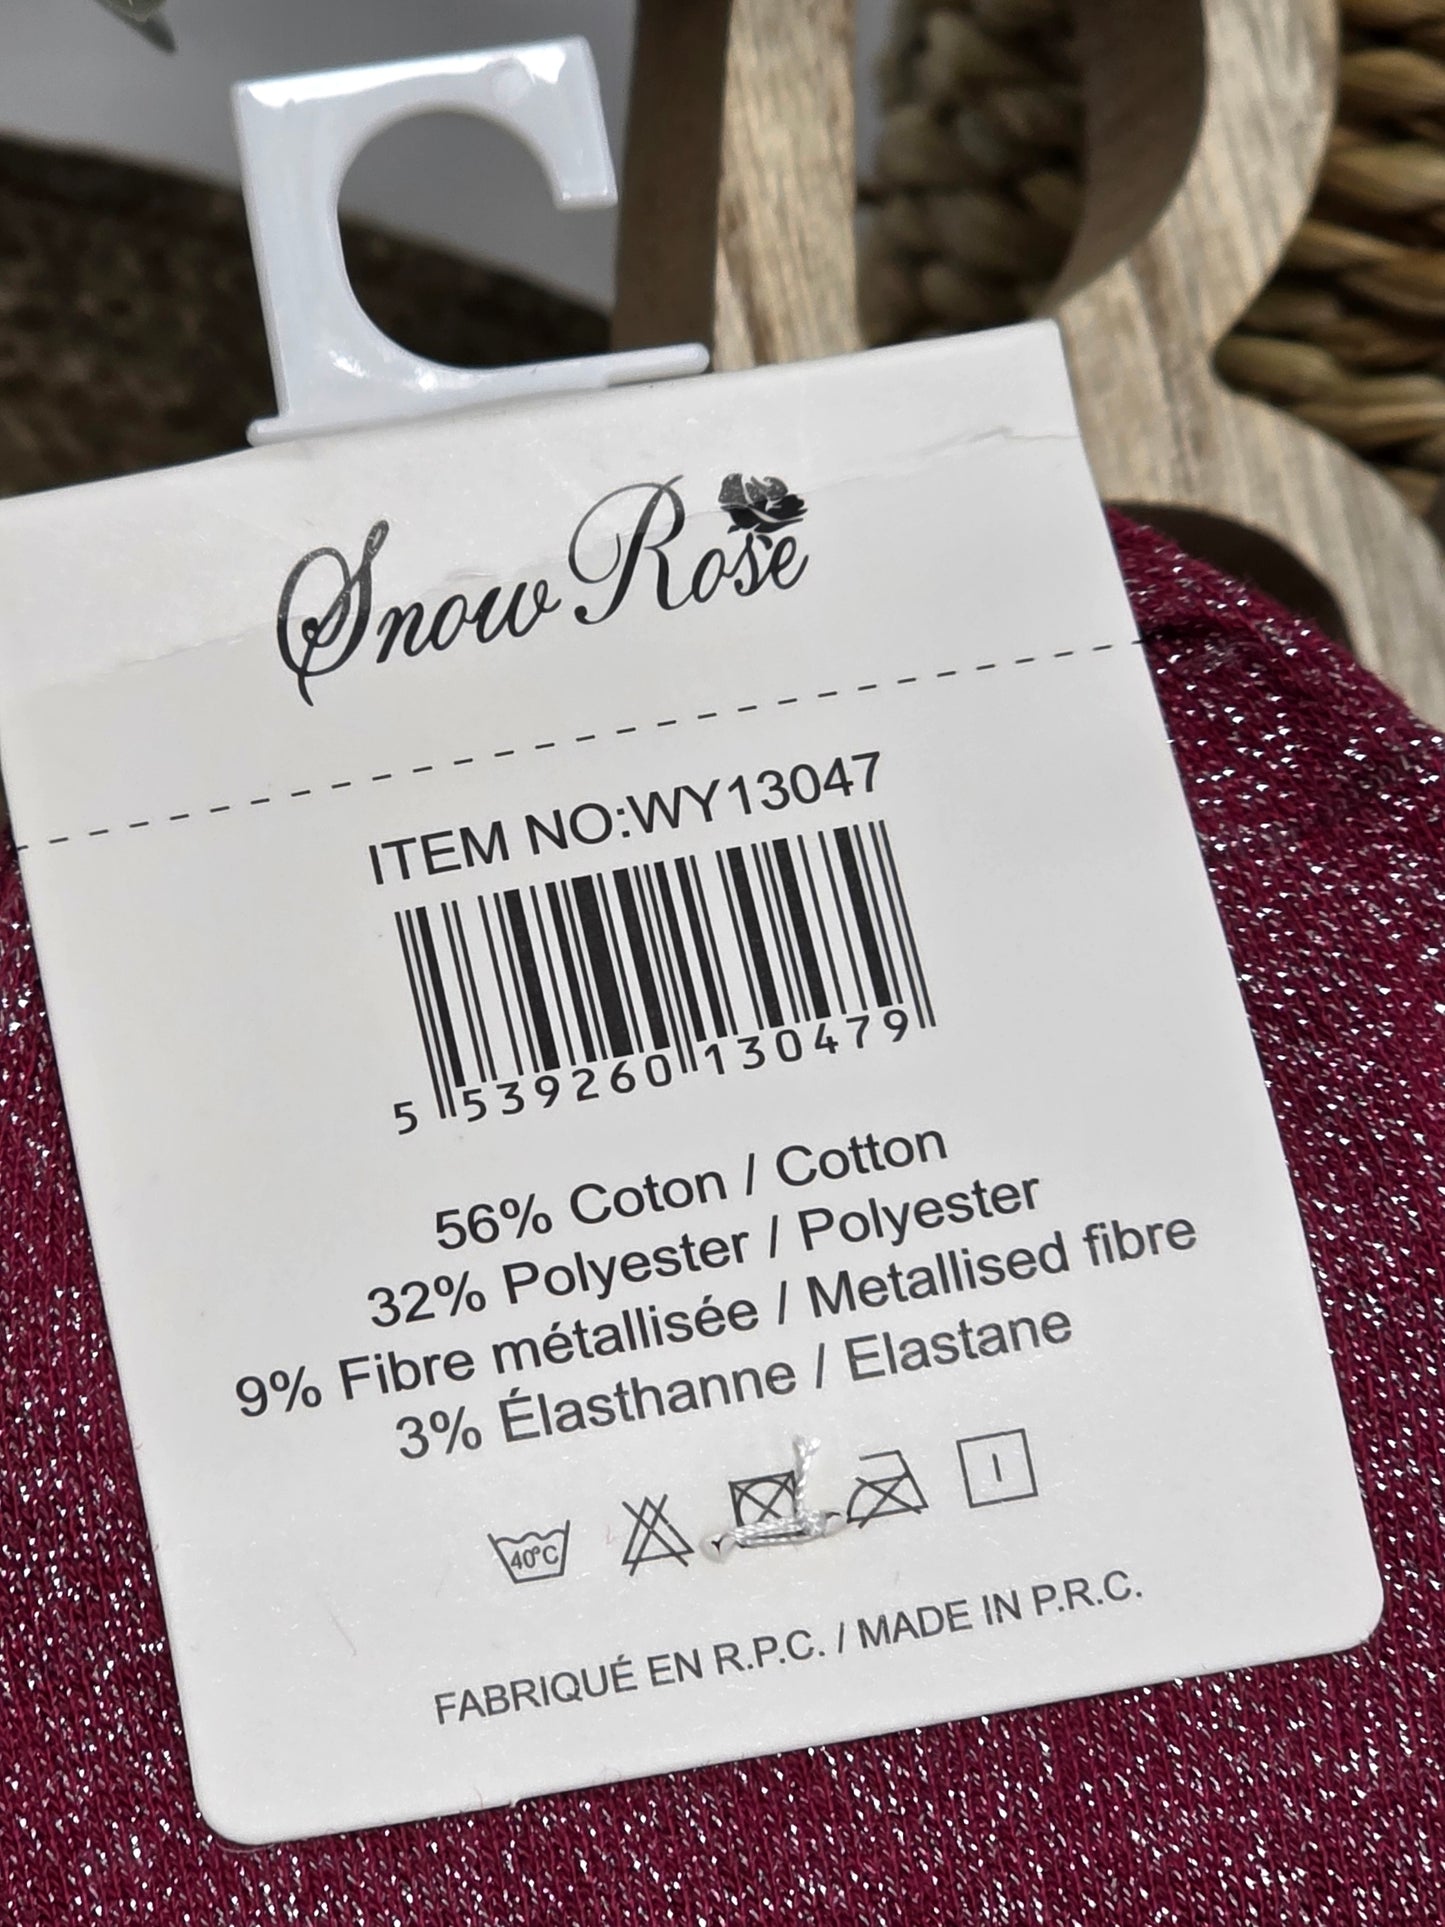 Snow Rose
ITEM NO:WY13047
5 539260 130479
56% Coton / Cotton
32% Polyester / Polyester
9% Fibre métallisée / Metallised fibre
3% Élasthanne / Elastane
40°C
FABRIQUÉ EN R.P.C. / MADE IN P.R.C.